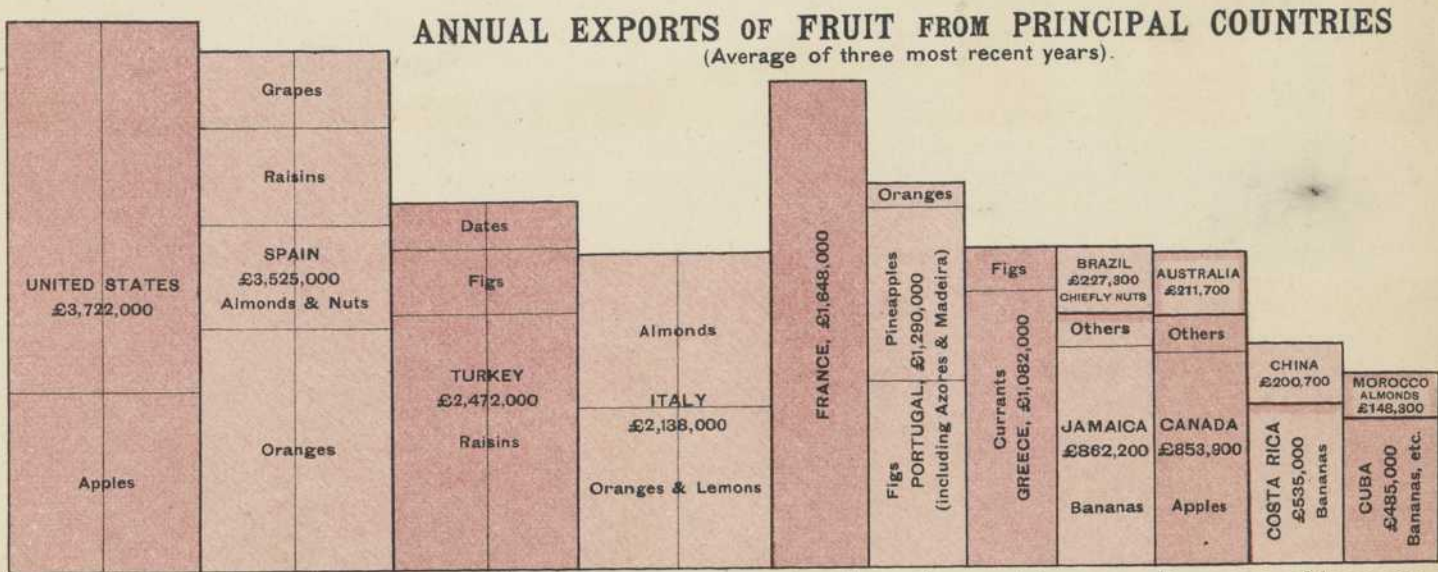 ANNUAL EXPORTS OF FRUIT FROM PRINCIPAL COUNTRIES
(Average of three most recent years).
UNITED STATES
£3,722,000
Apples
Grapes
Raisins
SPAIN
£3,525,000
Almonds & Nuts
Oranges
Dates
Figs
TURKEY
£2,472,000
Raisins
Almonds
ITALY
£2,138,000
Oranges & Lemons
FRANCE, £1,648,000
Oranges
Pineapples
Figs
PORTUGAL, £1,290,000
(including Azores & Madeira)
Figs
Currants
GREECE, £1,082,000
BRAZIL
£227,300
CHIEFLY NUTS
Others
JAMAICA
£862,200
Bananas
AUSTRALIA
£211,700
Others
CANADA
£853,900
Apples
CHINA
£200,700
COSTA RICA
£535,000
Bananas
MOROCCO
ALMONDS
£148,300
CUBA
£485,000
Bananas, etc.